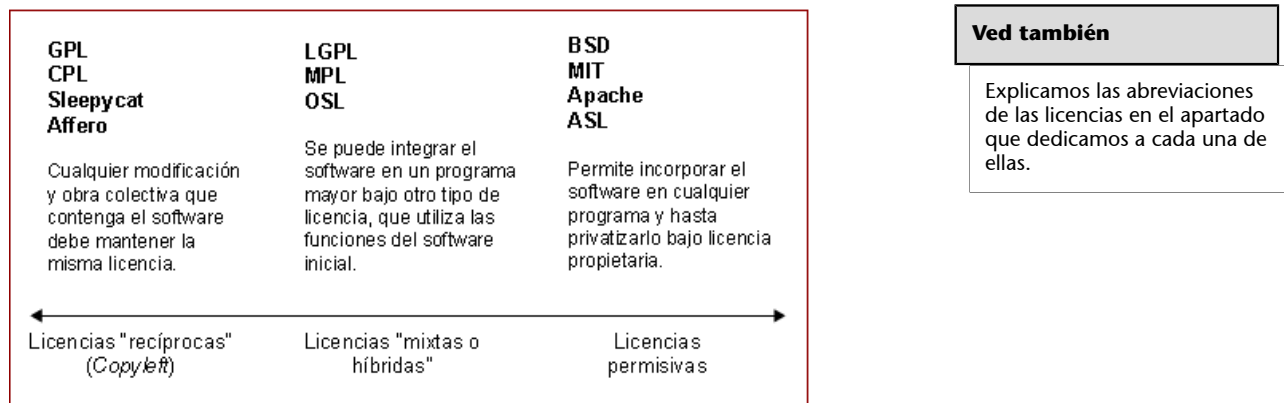 GPL
CPL
Sleepycat
Affero
Cualquier modificación
y obra colectiva que
contenga el software
debe mantener la
misma licencia.
LGPL
MPL
OSL
Se puede integrar el
software en un programa
mayor bajo otro tipo de
licencia, que utiliza las
funciones del software
inicial.
BSD
MIT
Apache
ASL
Permite incorporar el
software en cualquier
programa y hasta
privatizarlo bajo licencia
propietaria.
Licencias "recíprocas"
(Copyleft)
Licencias "mixtas o
híbridas"
Licencias
permisivas
Ved también
Explicamos las abreviaciones
de las licencias en el apartado
que dedicamos a cada una de
ellas.